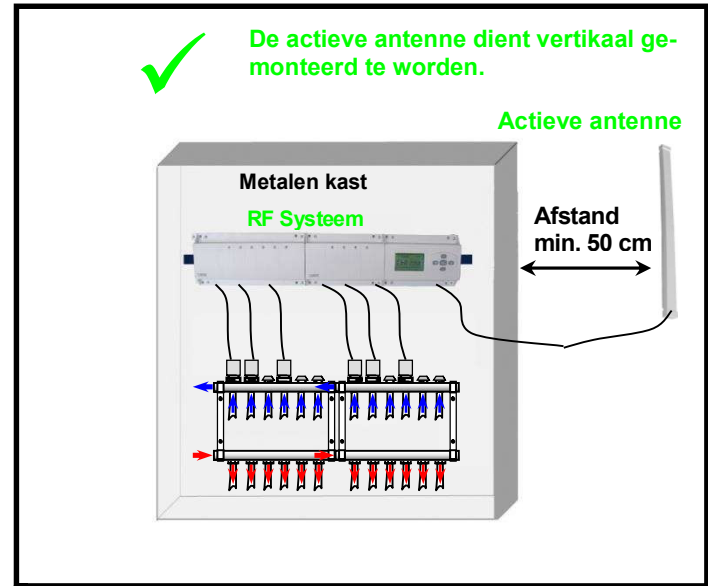 De actieve antenne dient vertikaal ge-
monteerd te worden.
Actieve antenne
Metalen kast
RF Systeem
Afstand
min. 50 cm